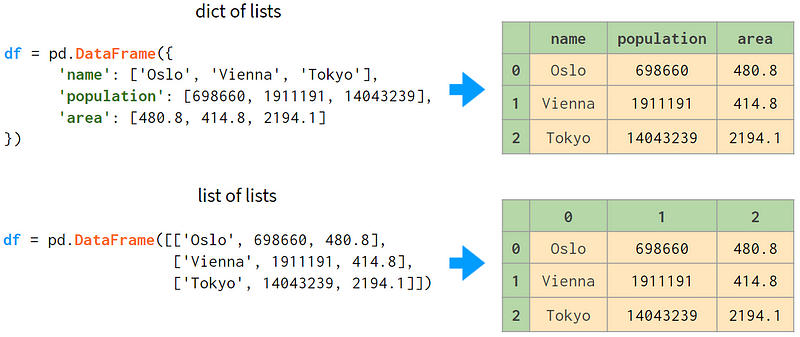 dict of lists
df = pd.DataFrame({
'name': ['Oslo', 'Vienna', 'Tokyo'],
'population': [698660, 1911191, 14043239],
'area': [480.8, 414.8, 2194.1]
})
name population area
0 Oslo 698660 480.8
1 Vienna 1911191 414.8
2 Tokyo 14043239 2194.1
list of lists
df = pd.DataFrame([['Oslo', 698660, 480.8],
['Vienna', 1911191, 414.8],
['Tokyo', 14043239, 2194.1]])
0 1 2
0 Oslo 698660 480.8
1 Vienna 1911191 414.8
2 Tokyo 14043239 2194.1